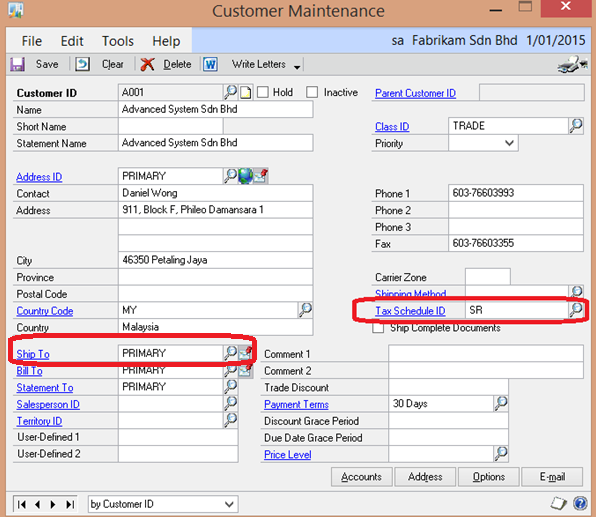 Customer Maintenance
File Edit Tools Help sa Fabrikam Sdn Bhd 1/01/2015
Save Clear Delete Write Letters
Customer ID A001 Hold Inactive Parent Customer ID
Name Advanced System Sdn Bhd
Short Name Class ID TRADE
Statement Name Advanced System Sdn Bhd Priority
Address ID PRIMARY
Contact Daniel Wong Phone 1 603-76603993
Address 911, Block F, Phileo Damansara 1 Phone 2
Phone 3
Fax 603-76603355
City 46350 Petaling Jaya
Province Carrier Zone
Postal Code Shipping Method
Country Code MY Tax Schedule ID SR
Country Malaysia Ship Complete Documents
Ship To PRIMARY Comment 1
Bill To PRIMARY Comment 2
Statement To PRIMARY Trade Discount
Salesperson ID Payment Terms 30 Days
Territory ID Discount Grace Period
User-Defined 1 Due Date Grace Period
User-Defined 2 Price Level
Accounts Address Options E-mail
by Customer ID